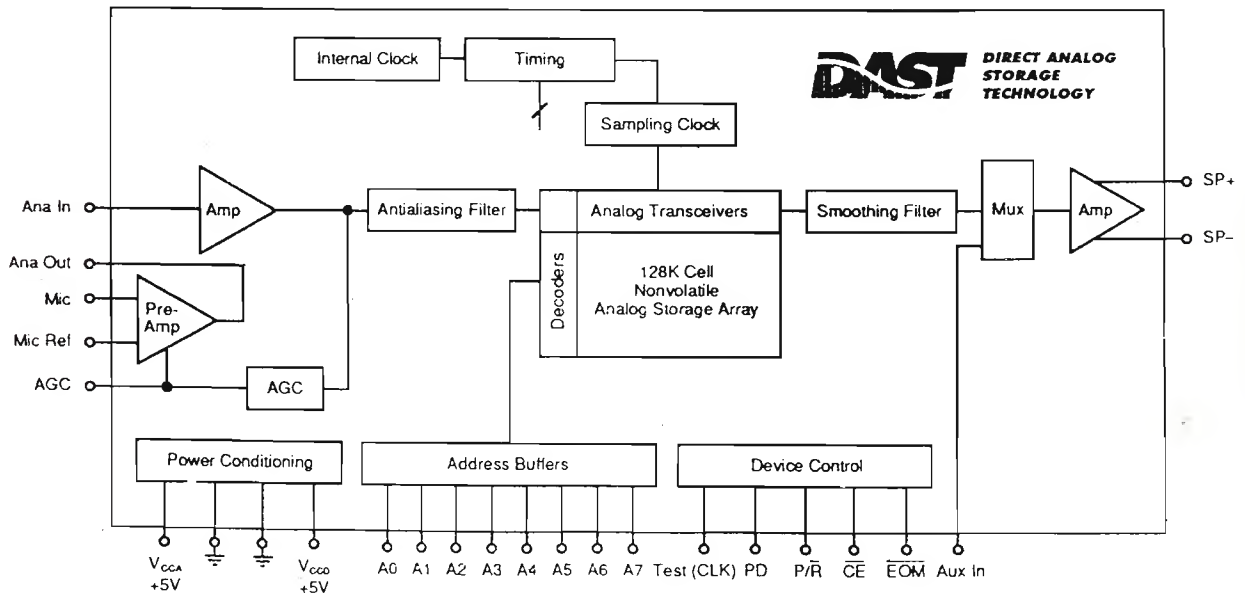 DAST
DIRECT ANALOG
STORAGE
TECHNOLOGY
Internal Clock
Timing
Sampling Clock
Ana In
Amp
Antialiasing Filter
Analog Transceivers
Smoothing Filter
Mux
Amp
SP+
SP–
Ana Out
Mic
Pre-
Amp
Mic Ref
AGC
AGC
Decoders
128K Cell
Nonvolatile
Analog Storage Array
Power Conditioning
Address Buffers
Device Control
VCCA
+5V
VCCD
+5V
A0 A1 A2 A3 A4 A5 A6 A7 Test (CLK) PD P/R̅ C̅E̅ E̅O̅M̅ Aux In